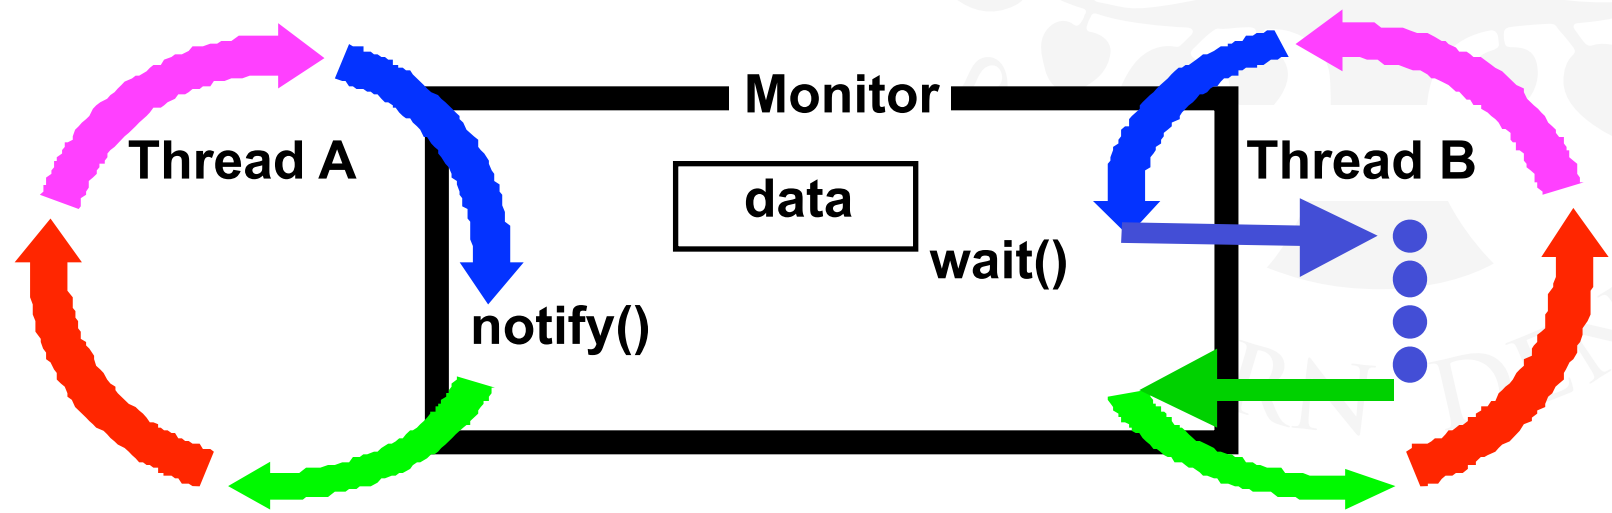 Monitor
Thread A
Thread B
data
wait()
notify()